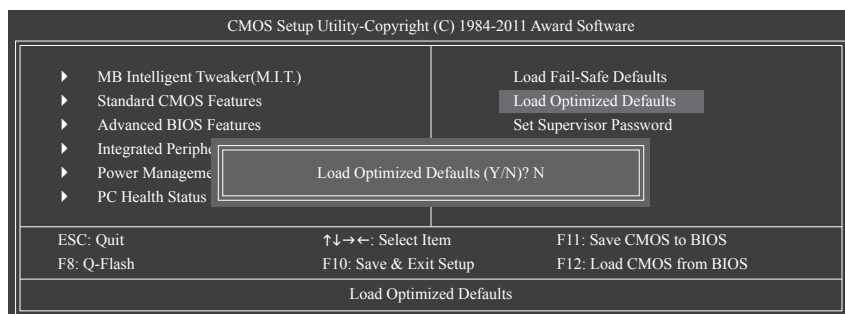 CMOS Setup Utility-Copyright (C) 1984-2011 Award Software
MB Intelligent Tweaker(M.I.T.)
Standard CMOS Features
Advanced BIOS Features
Integrated Periphe
Power Manageme
PC Health Status
Load Fail-Safe Defaults
Load Optimized Defaults
Set Supervisor Password
Load Optimized Defaults (Y/N)? N
ESC: Quit
↑↓→←: Select Item
F11: Save CMOS to BIOS
F8: Q-Flash
F10: Save & Exit Setup
F12: Load CMOS from BIOS
Load Optimized Defaults